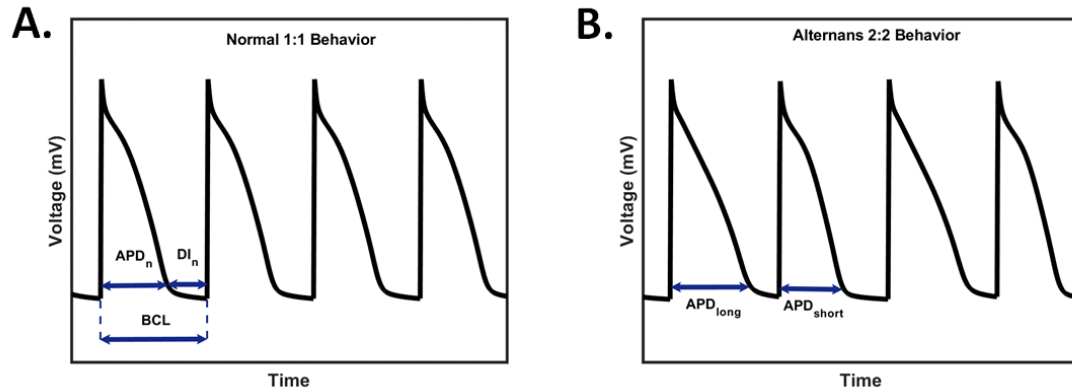 A.
Normal 1:1 Behavior
Voltage (mV)
APDn
DIn
BCL
Time
B.
Alternans 2:2 Behavior
Voltage (mV)
APDlong
APDshort
Time